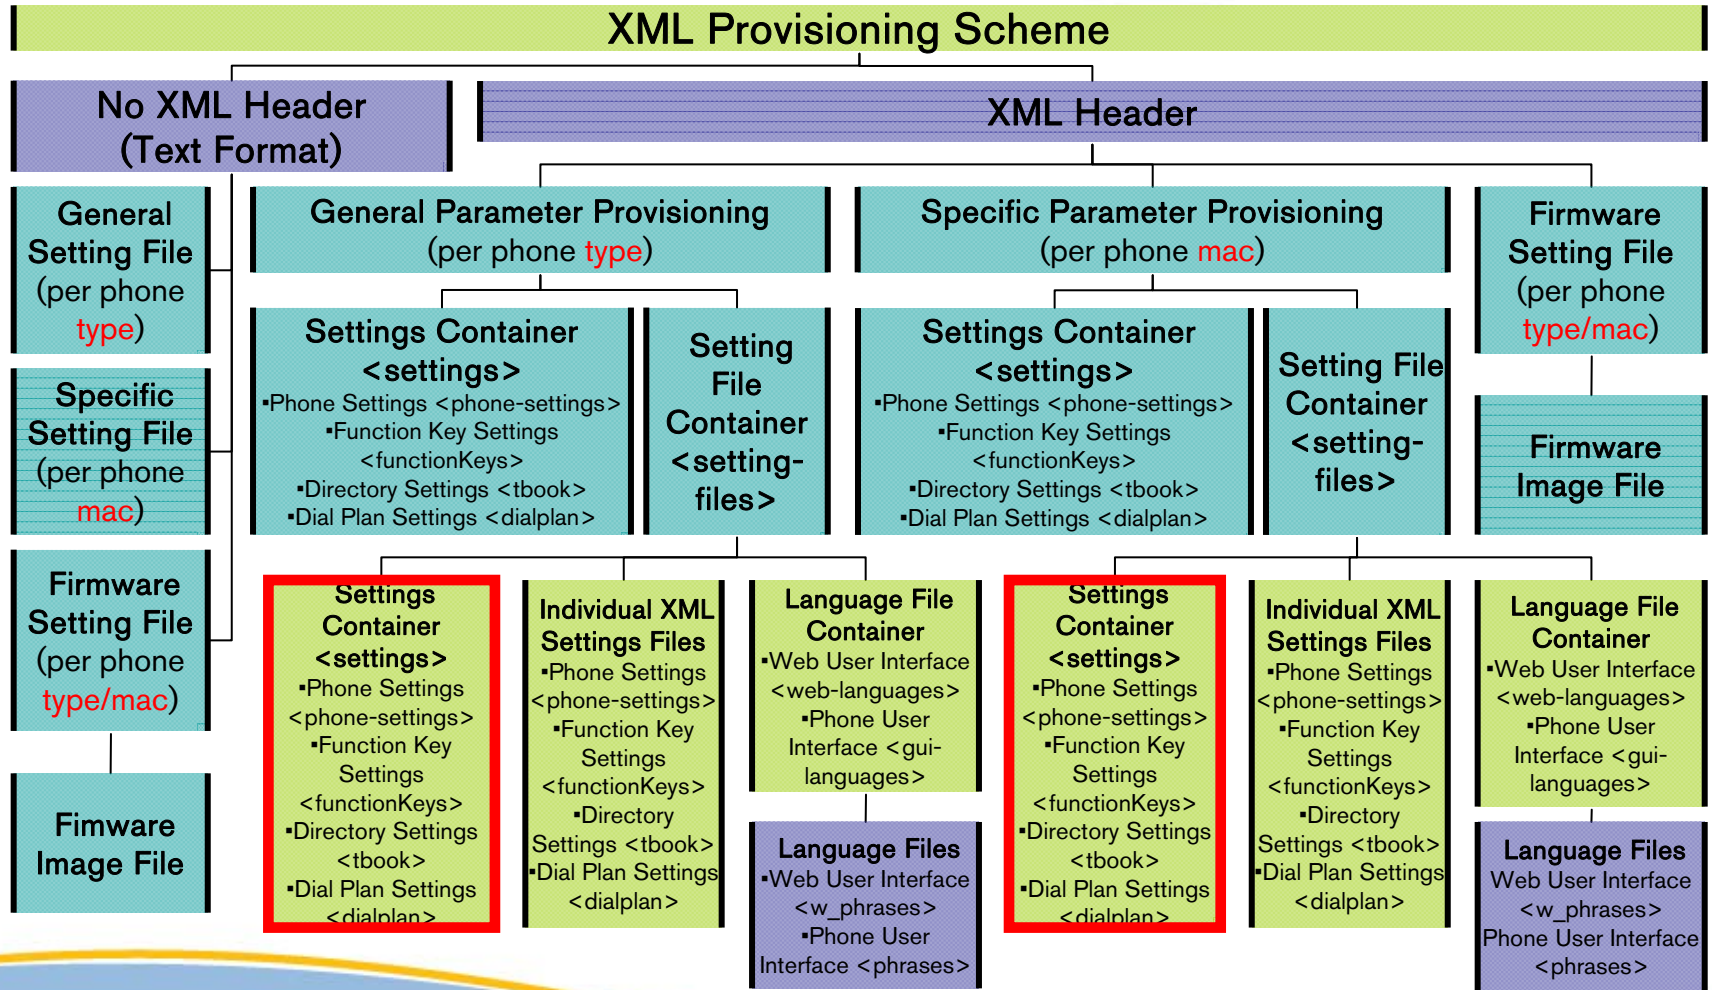 XML Provisioning Scheme
No XML Header
(Text Format)
XML Header
General
Setting File
(per phone
type)
Specific
Setting File
(per phone
mac)
Firmware
Setting File
(per phone
type/mac)
Fimware
Image File
General Parameter Provisioning
(per phone type)
Settings Container
<settings>
▪Phone Settings <phone-settings>
▪Function Key Settings
<functionKeys>
▪Directory Settings <tbook>
▪Dial Plan Settings <dialplan>
Setting
File
Container
<setting-
files>
Settings
Container
<settings>
▪Phone Settings
<phone-settings>
▪Function Key
Settings
<functionKeys>
▪Directory Settings
<tbook>
▪Dial Plan Settings
<dialplan>
Individual XML
Settings Files
▪Phone Settings
<phone-settings>
▪Function Key
Settings
<functionKeys>
▪Directory
Settings <tbook>
▪Dial Plan Settings
<dialplan>
Language File
Container
▪Web User Interface
<web-languages>
▪Phone User
Interface <gui-
languages>
Language Files
▪Web User Interface
<w_phrases>
▪Phone User
Interface <phrases>
Specific Parameter Provisioning
(per phone mac)
Settings Container
<settings>
▪Phone Settings <phone-settings>
▪Function Key Settings
<functionKeys>
▪Directory Settings <tbook>
▪Dial Plan Settings <dialplan>
Setting File
Container
<setting-
files>
Settings
Container
<settings>
▪Phone Settings
<phone-settings>
▪Function Key
Settings
<functionKeys>
▪Directory Settings
<tbook>
▪Dial Plan Settings
<dialplan>
Individual XML
Settings Files
▪Phone Settings
<phone-settings>
▪Function Key
Settings
<functionKeys>
▪Directory
Settings <tbook>
▪Dial Plan Settings
<dialplan>
Language File
Container
▪Web User Interface
<web-languages>
▪Phone User
Interface <gui-
languages>
Language Files
Web User Interface
<w_phrases>
Phone User Interface
<phrases>
Firmware
Setting File
(per phone
type/mac)
Firmware
Image File